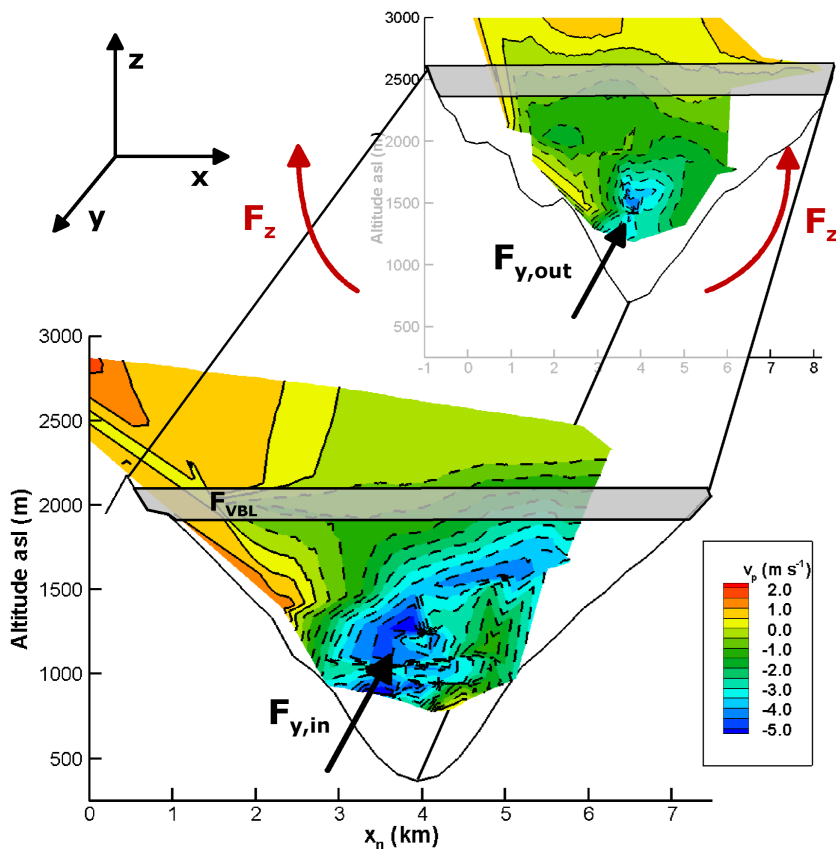 3000
2500
2000
1500
1000
500
Altitude asl (m)
-1 0 1 2 3 4 5 6 7 8
z
x
y
F_z
F_z
F_y,out
3000
2500
2000
1500
1000
500
Altitude asl (m)
F_VBL
F_y,in
0 1 2 3 4 5 6 7
x_n (km)
v_p (m s⁻¹)
2.0
1.0
0.0
-1.0
-2.0
-3.0
-4.0
-5.0